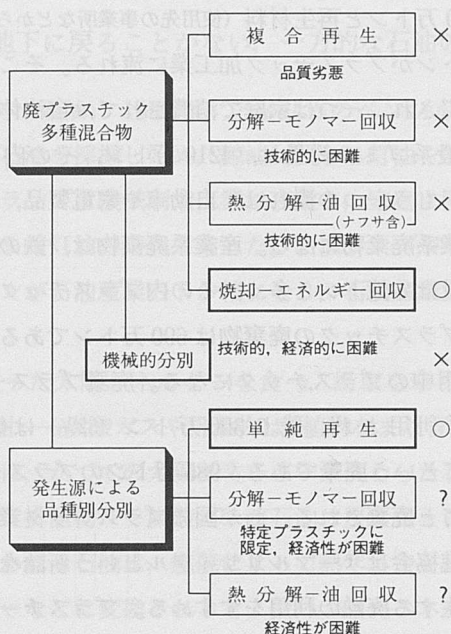 複合再生 ×
品質劣悪
廃プラスチック
多種混合物
分解−モノマー回収 ×
技術的に困難
熱分解−油回収 ×
(ナフサ含)
技術的に困難
焼却−エネルギー回収 ○
機械的分別
技術的，経済的に困難
×
単純再生 ○
発生源による
品種別分別
分解−モノマー回収 ?
特定プラスチックに
限定，経済性が困難
熱分解−油回収 ?
経済性が困難